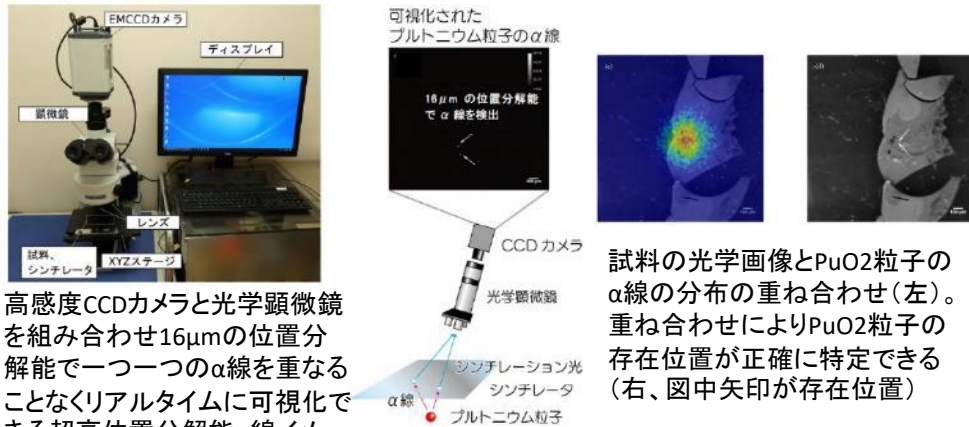 EMCCDカメラ
ディスプレイ
顕微鏡
レンズ
試料、
シンチレータ
XYZステージ
高感度CCDカメラと光学顕微鏡
を組み合わせ16μmの位置分
解能で一つ一つのα線を重なる
ことなくリアルタイムに可視化で
可視化された
プルトニウム粒子のα線
16μm の位置分解能
で α 線を検出
CCD カメラ
光学顕微鏡
シンチレーション光
シンチレータ
α線
プルトニウム粒子
試料の光学画像とPuO2粒子の
α線の分布の重ね合わせ(左)。
重ね合わせによりPuO2粒子の
存在位置が正確に特定できる
(右、図中矢印が存在位置)